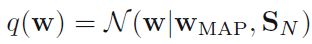 q(w) = 𝒩(w|w_MAP, S_N)